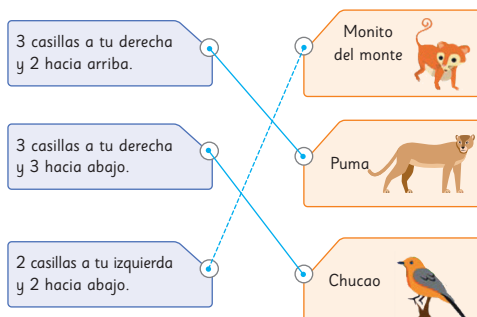 3 casillas a tu derecha
y 2 hacia arriba.
Monito
del monte
3 casillas a tu derecha
y 3 hacia abajo.
Puma
2 casillas a tu izquierda
y 2 hacia abajo.
Chucao